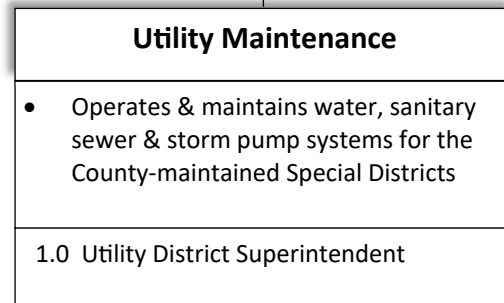 Utility Maintenance
• Operates & maintains water, sanitary
sewer & storm pump systems for the
County-maintained Special Districts
1.0 Utility District Superintendent